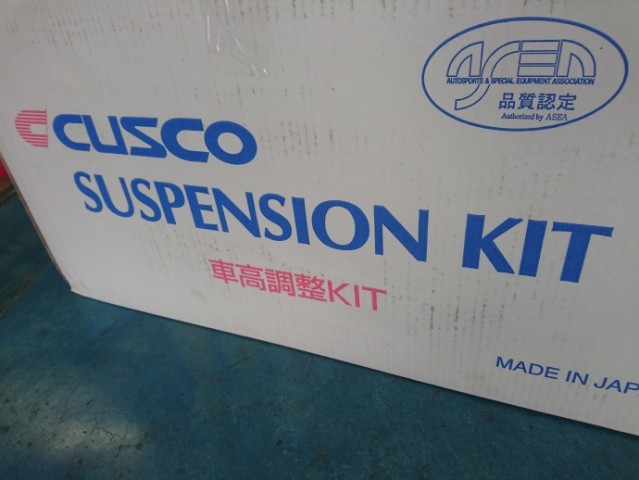 ASEA
AUTOSPORTS & SPECIAL EQUIPMENT ASSOCIATION
品質認定
Authorized by ASEA
CUSCO
SUSPENSION KIT
車高調整KIT
MADE IN JAP